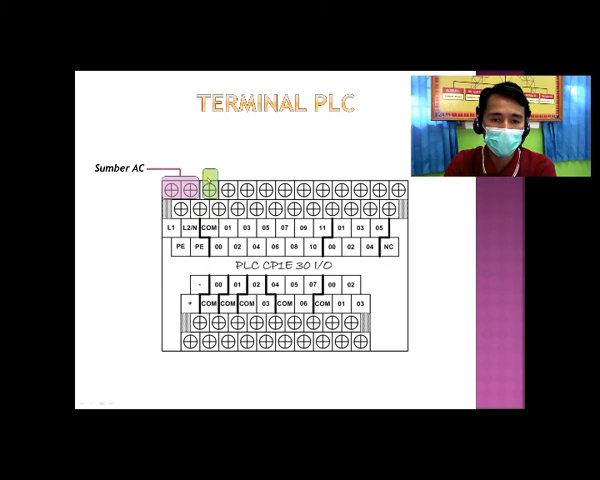 TERMINAL PLC
Sumber AC
L1 L2/N COM 01 03 05 07 09 11 01 03 05
PE PE 00 02 04 06 08 10 00 02 04 NC
PLC CP1E 30 I/O
- 00 01 02 04 05 07 00 02
+ COM COM COM 03 COM 06 COM 01 03